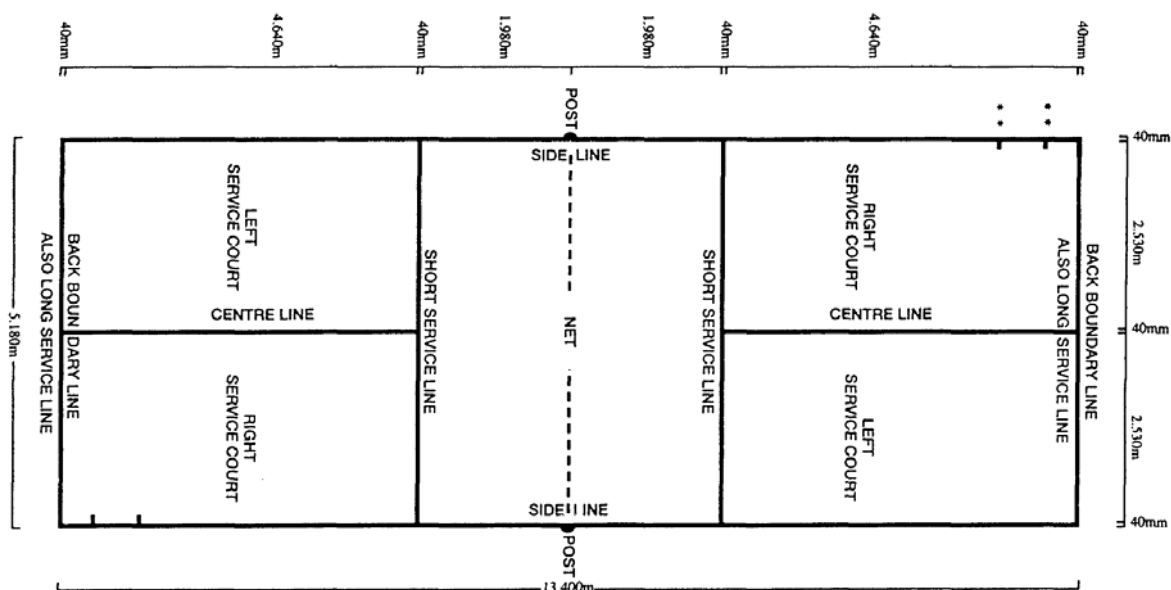 40mm
4.640m
40mm
1.980m
1.980m
40mm
4.640m
40mm
POST
* *
* *
40mm
SIDE LINE
LEFT
SERVICE COURT
RIGHT
SERVICE COURT
2.530m
BACK BOUNDARY LINE
ALSO LONG SERVICE LINE
SHORT SERVICE LINE
SHORT SERVICE LINE
ALSO LONG SERVICE LINE
BACK BOUNDARY LINE
CENTRE LINE
NET
CENTRE LINE
40mm
5.180m
RIGHT
SERVICE COURT
LEFT
SERVICE COURT
2.530m
SIDE LINE
40mm
POST
13.400m